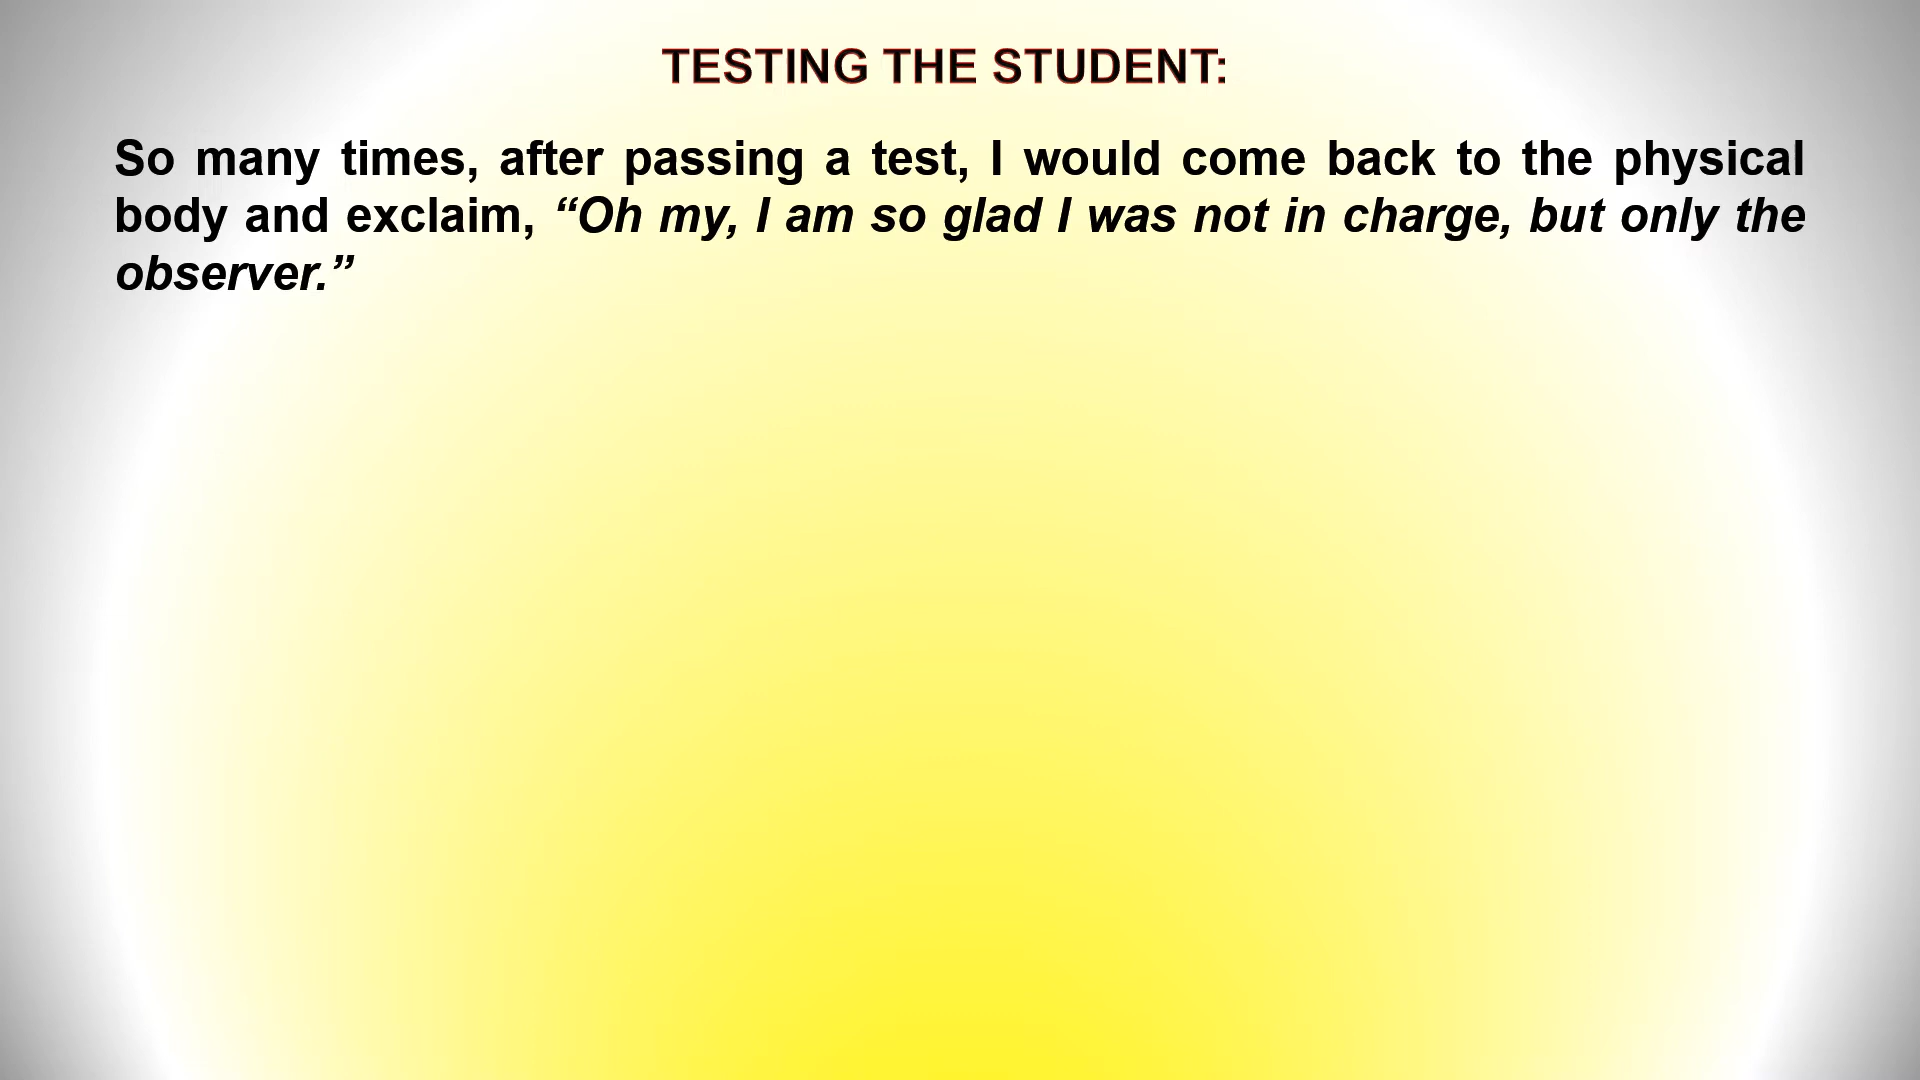 TESTING THE STUDENT:
So many times, after passing a test, I would come back to the physical
body and exclaim, “Oh my, I am so glad I was not in charge, but only the
observer.”